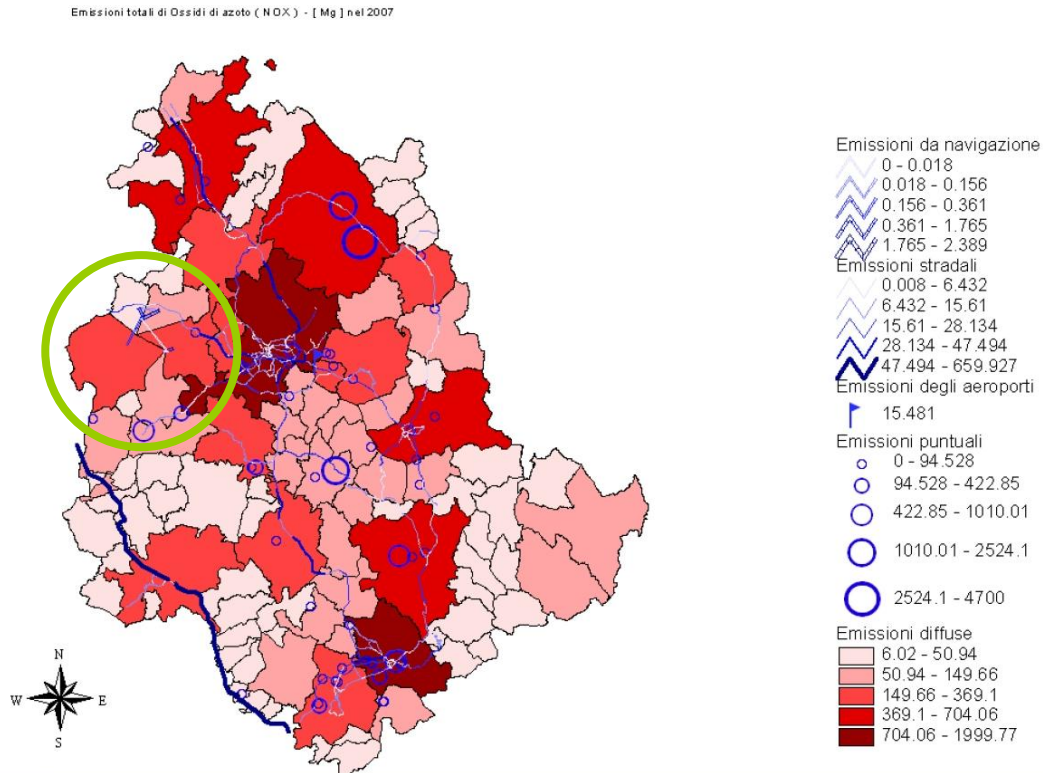 Emissioni totali di Ossidi di azoto ( NOX ) - [ Mg ] nel 2007
Emissioni da navigazione
0 - 0.018
0.018 - 0.156
0.156 - 0.361
0.361 - 1.765
1.765 - 2.389
Emissioni stradali
0.008 - 6.432
6.432 - 15.61
15.61 - 28.134
28.134 - 47.494
47.494 - 659.927
Emissioni degli aeroporti
15.481
Emissioni puntuali
0 - 94.528
94.528 - 422.85
422.85 - 1010.01
1010.01 - 2524.1
2524.1 - 4700
Emissioni diffuse
6.02 - 50.94
50.94 - 149.66
149.66 - 369.1
369.1 - 704.06
704.06 - 1999.77
N
W E
S